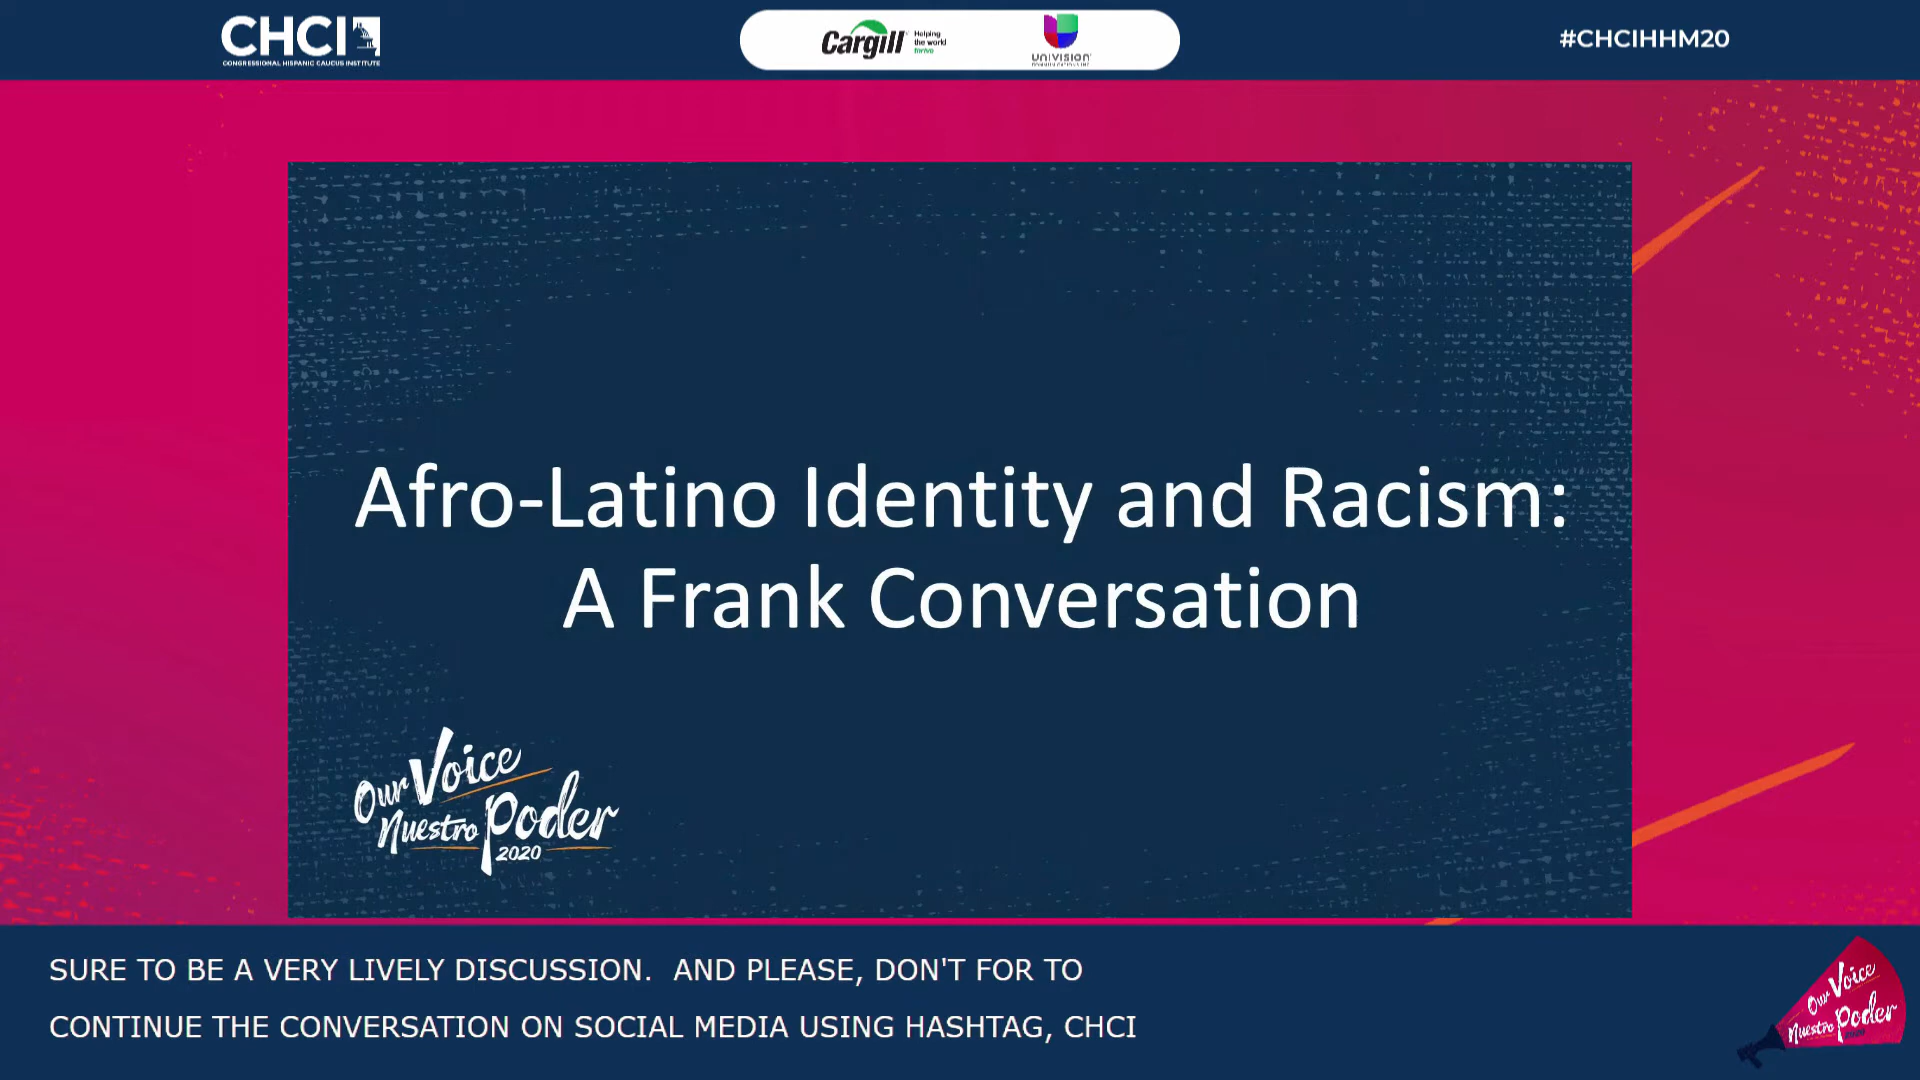 CHCI
CONGRESSIONAL HISPANIC CAUCUS INSTITUTE
Cargill
Helping
the world
thrive
UNIVISION
#CHCIHHM20
Afro-Latino Identity and Racism:
A Frank Conversation
Our Voice
Nuestro Poder
2020
SURE TO BE A VERY LIVELY DISCUSSION. AND PLEASE, DON'T FOR TO
CONTINUE THE CONVERSATION ON SOCIAL MEDIA USING HASHTAG, CHCI
Our Voice
Nuestro Poder